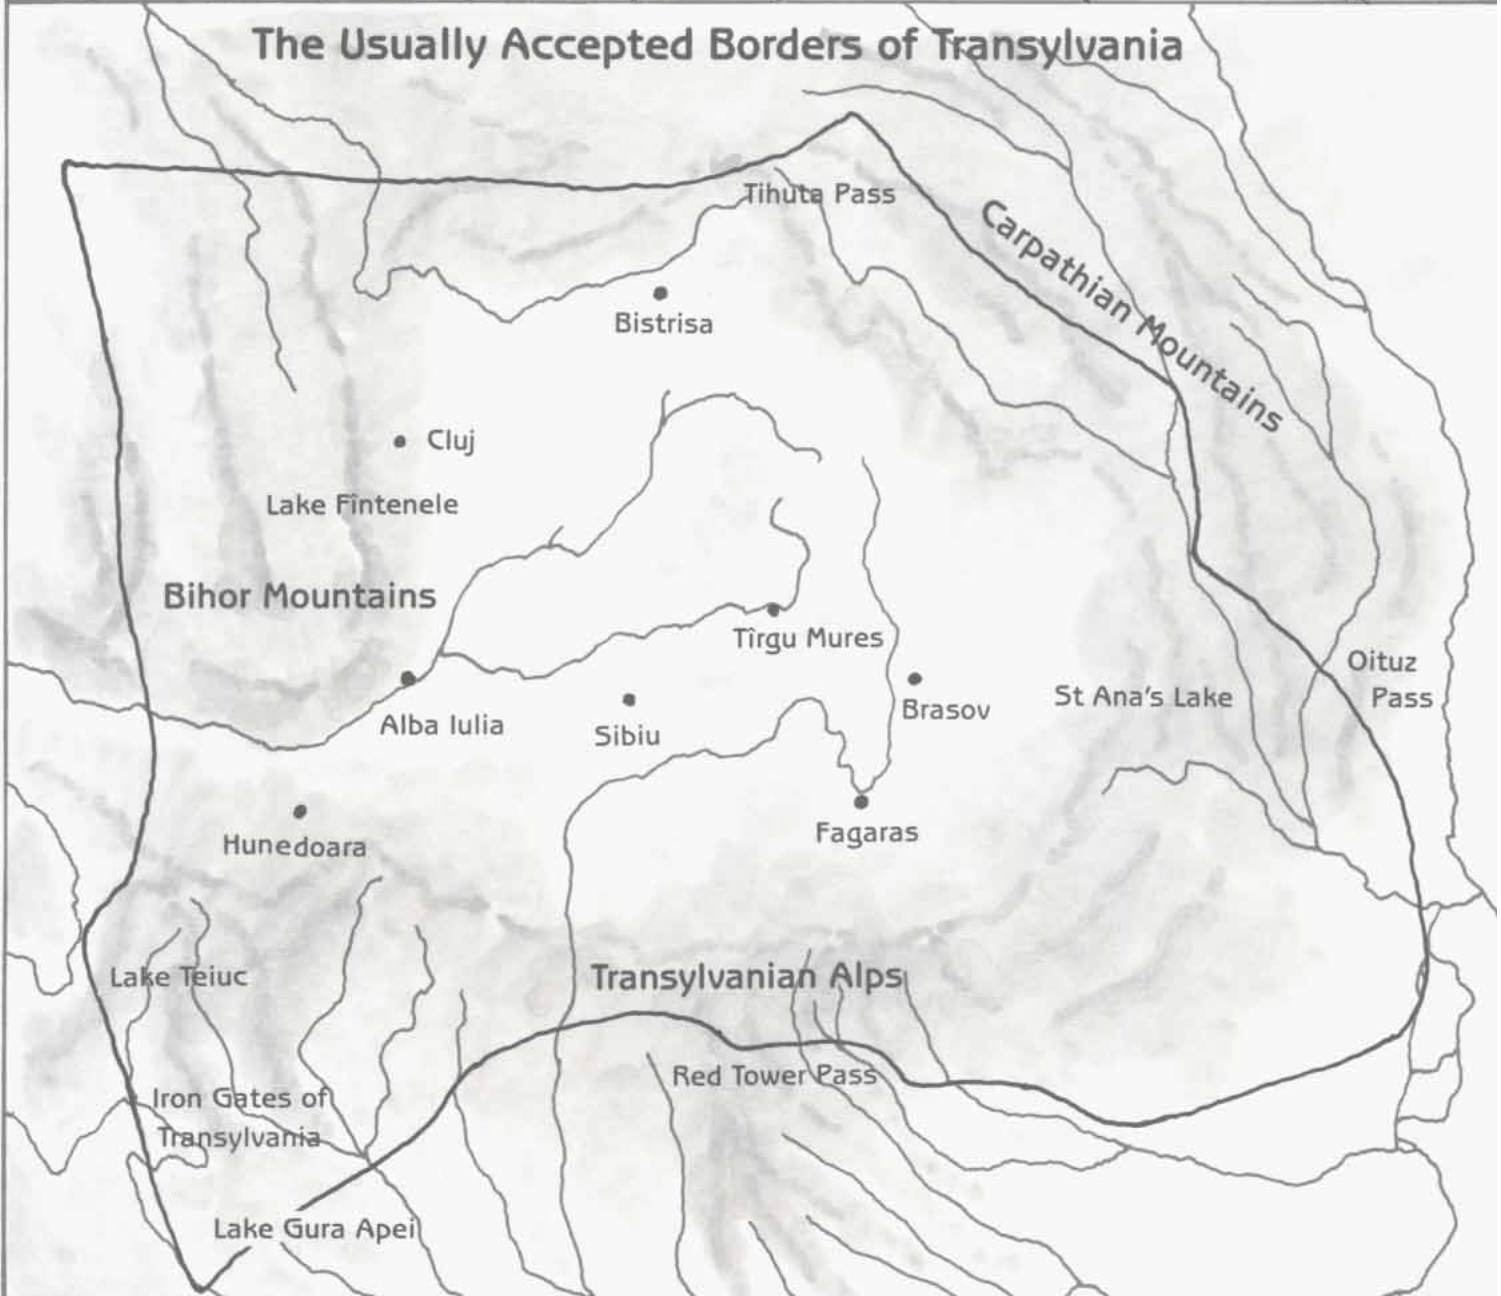 The Usually Accepted Borders of Transylvania
Tihuta Pass
Carpathian Mountains
Bistrisa
Cluj
Lake Fîntenele
Bihor Mountains
Tîrgu Mures
Oituz
Pass
St Ana's Lake
Brasov
Alba Iulia
Sibiu
Fagaras
Hunedoara
Lake Teiuc
Transylvanian Alps
Red Tower Pass
Iron Gates of
Transylvania
Lake Gura Apei